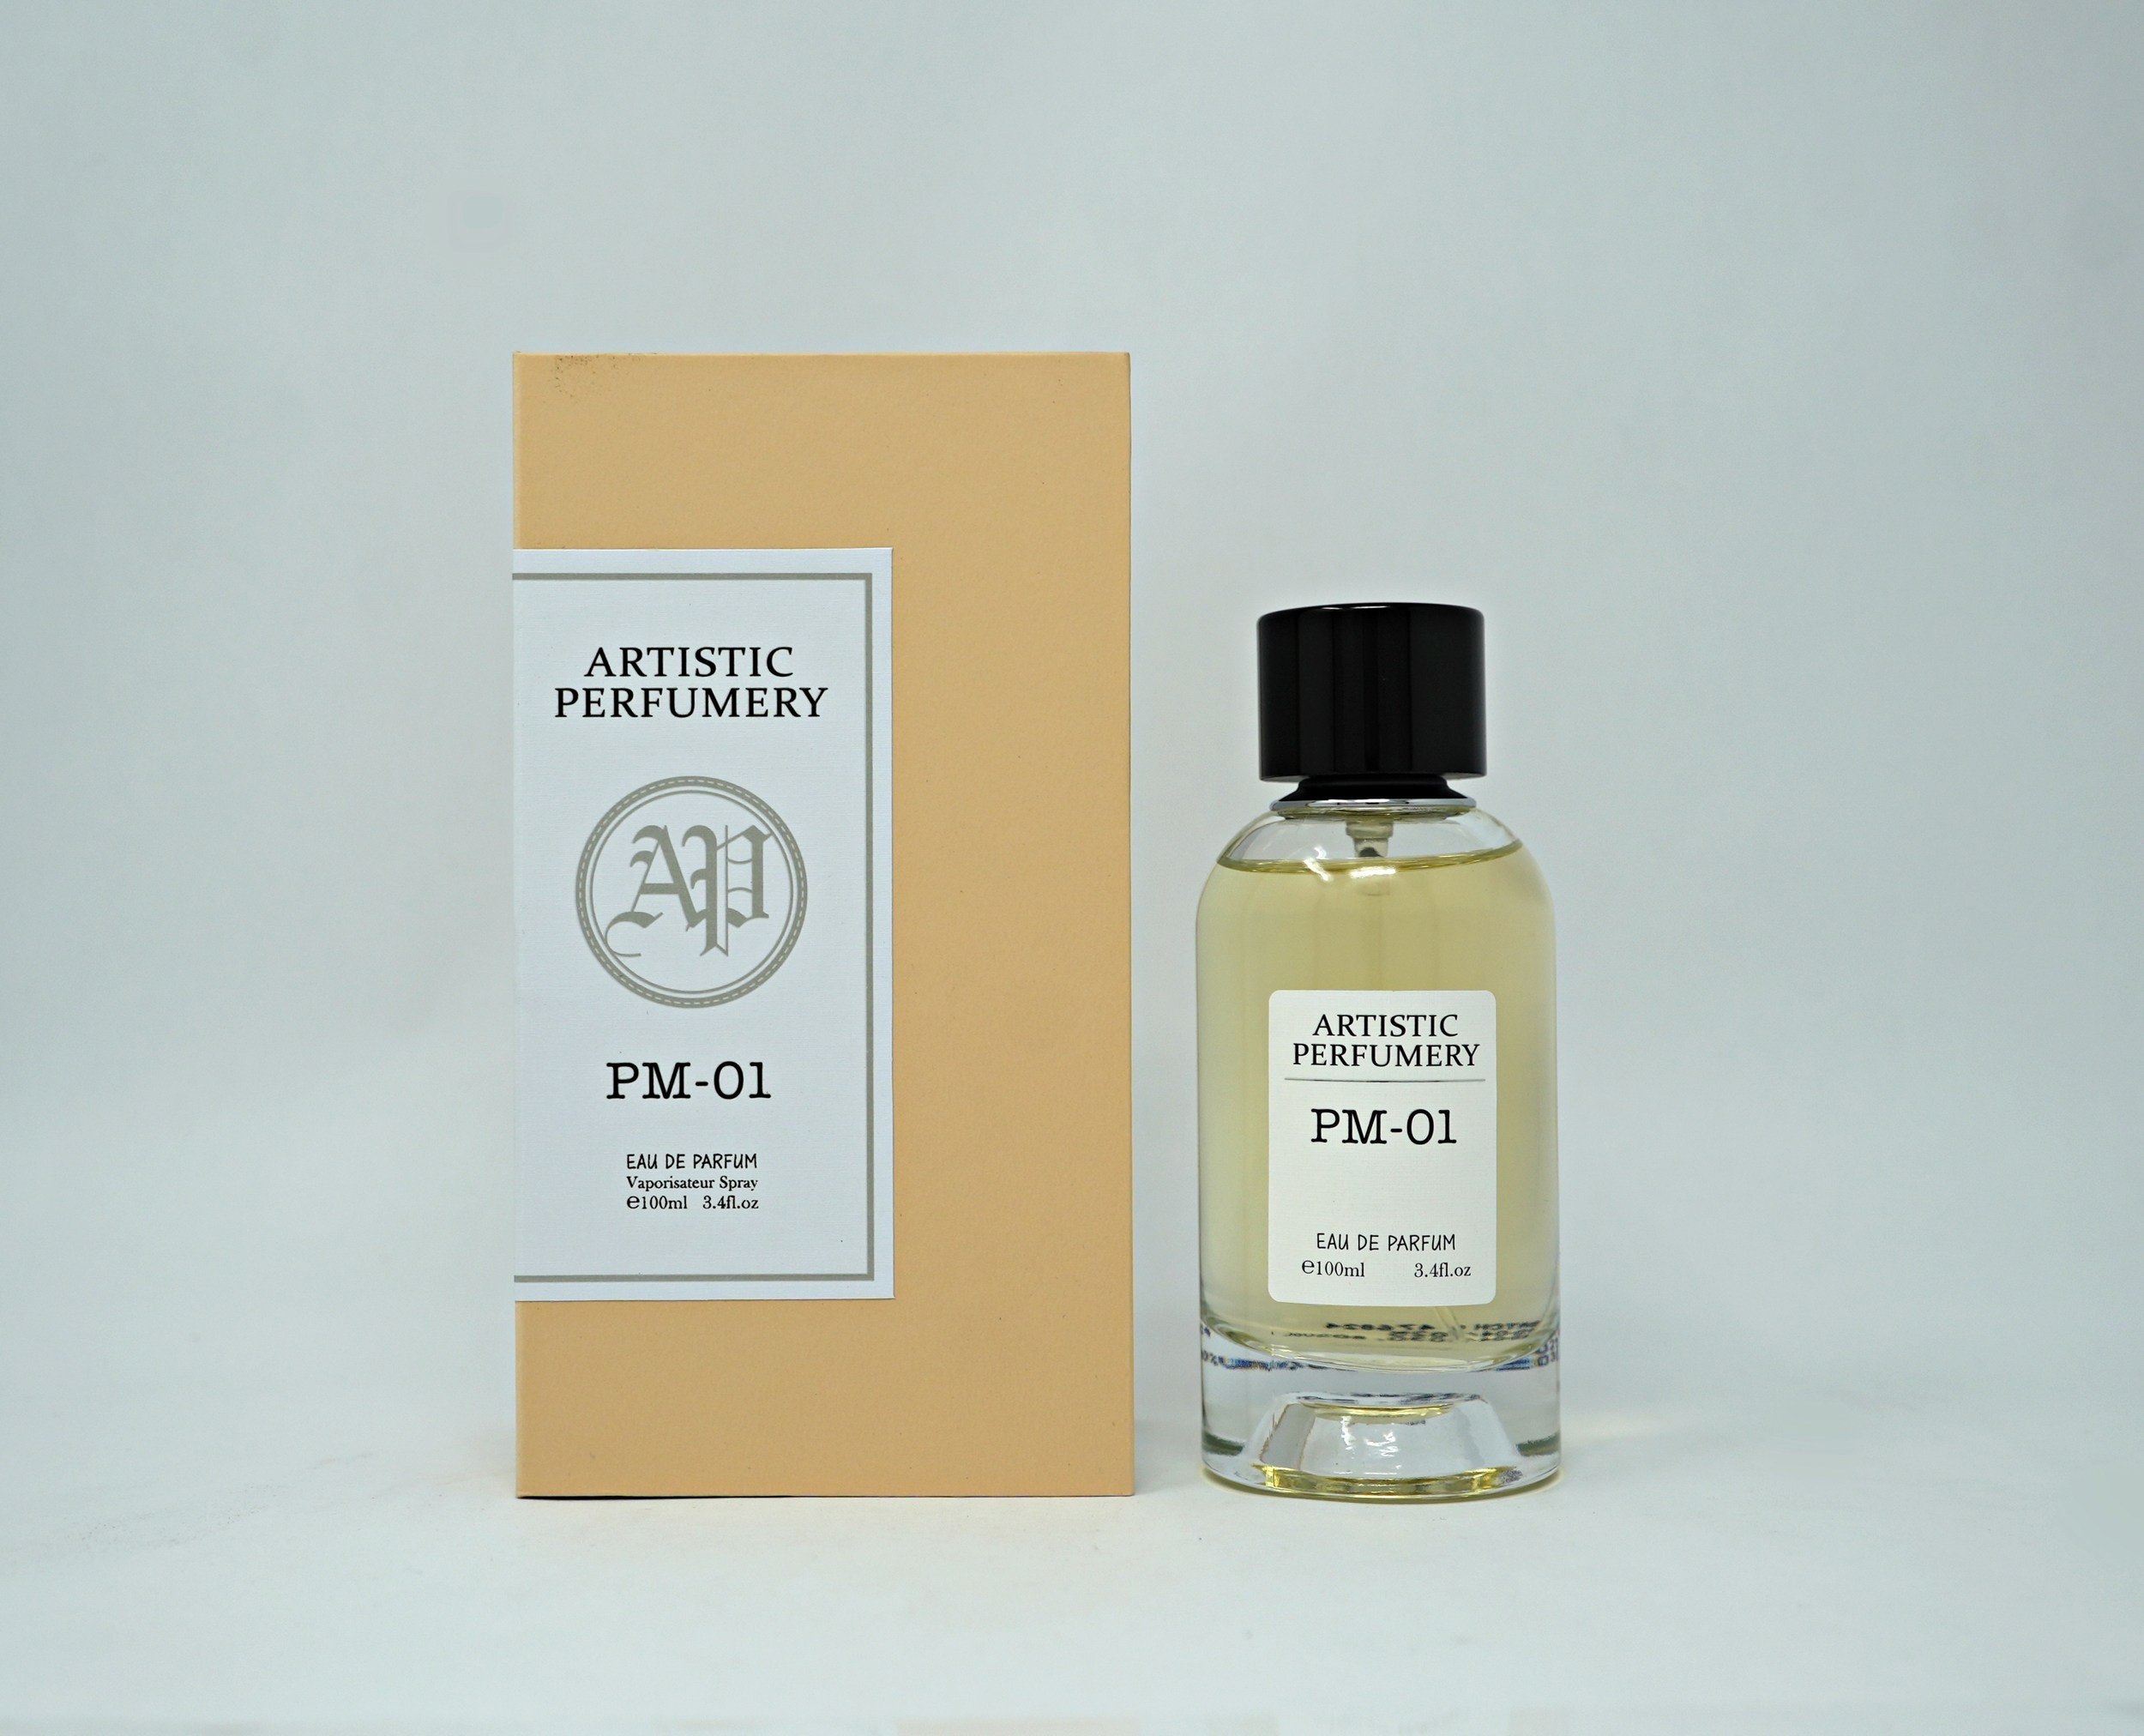 ARTISTIC
PERFUMERY
AP
PM-01
EAU DE PARFUM
Vaporisateur Spray
℮100ml 3.4fl.oz
ARTISTIC
PERFUMERY
PM-01
EAU DE PARFUM
℮100ml 3.4fl.oz